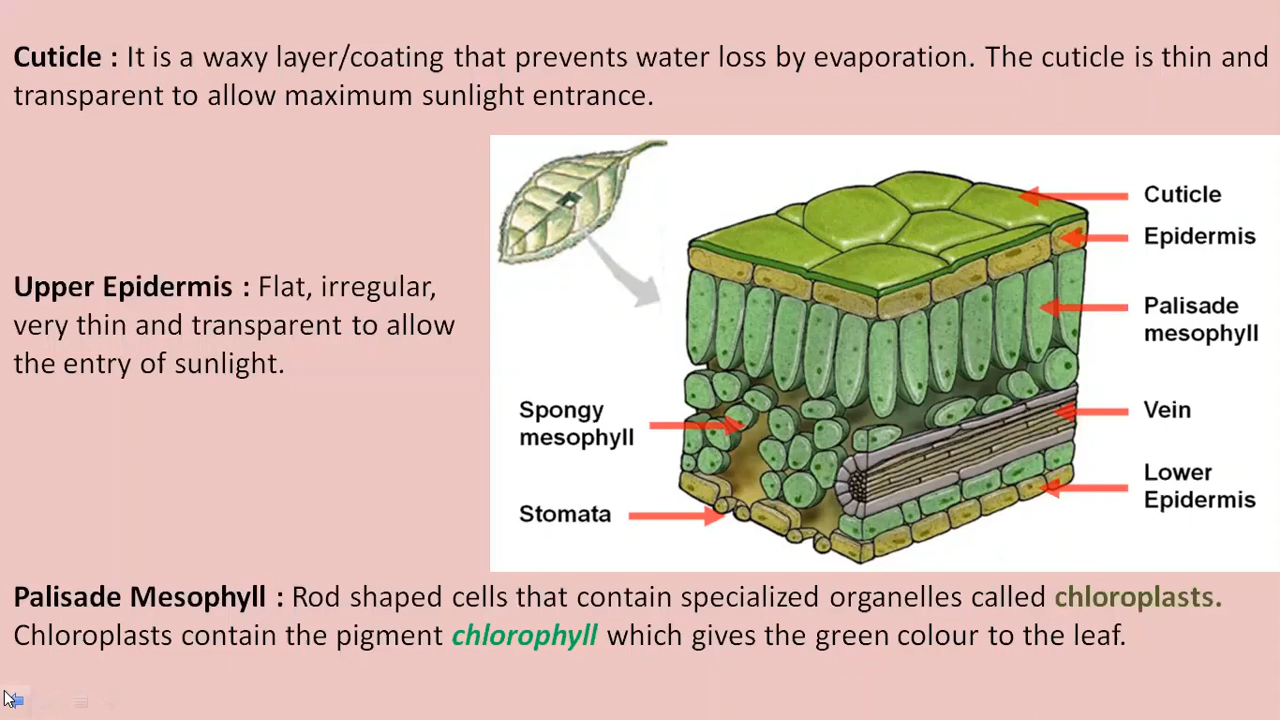 Cuticle : It is a waxy layer/coating that prevents water loss by evaporation. The cuticle is thin and
transparent to allow maximum sunlight entrance.
Cuticle
Epidermis
Upper Epidermis : Flat, irregular,
very thin and transparent to allow
the entry of sunlight.
Palisade
mesophyll
Spongy
mesophyll
Vein
Lower
Epidermis
Stomata
Palisade Mesophyll : Rod shaped cells that contain specialized organelles called chloroplasts.
Chloroplasts contain the pigment chlorophyll which gives the green colour to the leaf.